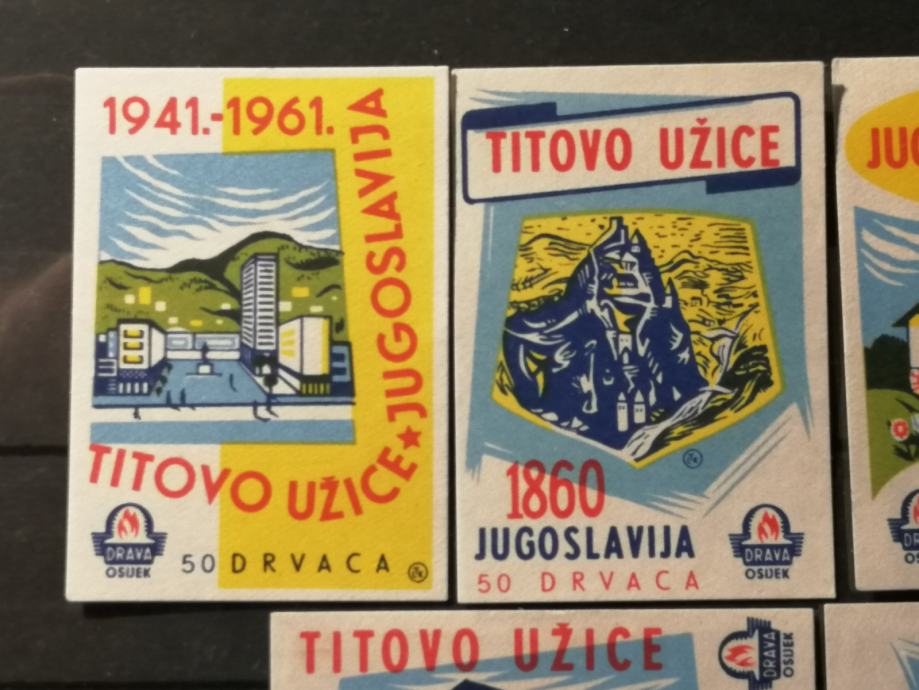 1941.-1961.
JUGOSLAVIJA
TITOVO UŽICE
DRAVA
OSIJEK
50 DRVACA
TITOVO UŽICE
1860
JUGOSLAVIJA
50 DRVACA
DRAVA
OSIJEK
JUG
TITOVO UŽICE
DRAVA
OSIJEK